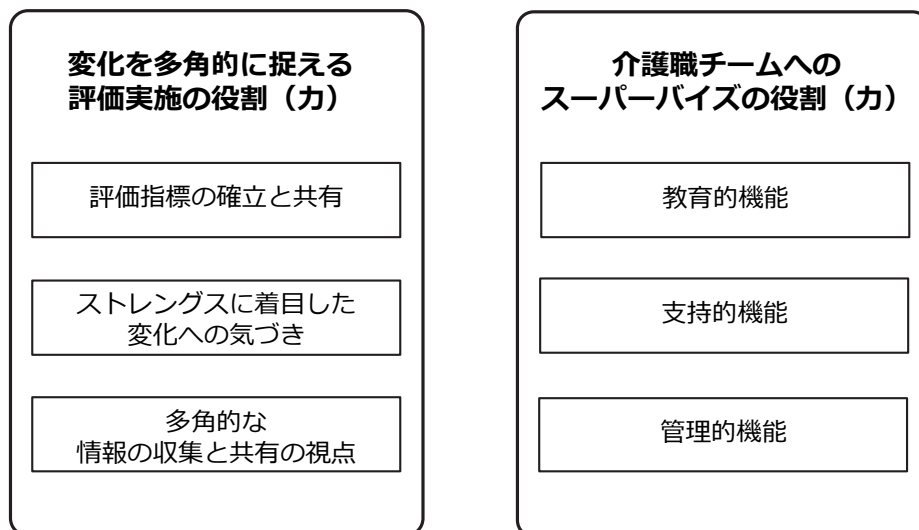 変化を多角的に捉える
評価実施の役割（力）
評価指標の確立と共有
ストレングスに着目した
変化への気づき
多角的な
情報の収集と共有の視点
介護職チームへの
スーパーバイズの役割（力）
教育的機能
支持的機能
管理的機能